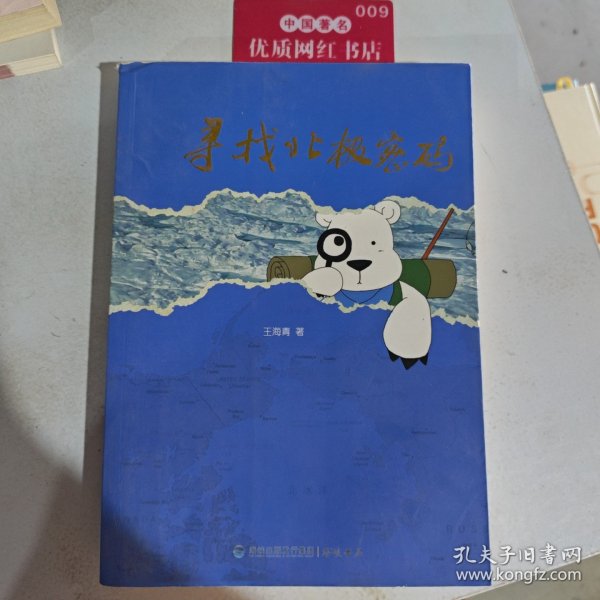 009
中国著名
优质网红书店
寻找北极密码
王海青 著
孔夫子旧书网
www.kongfz.com